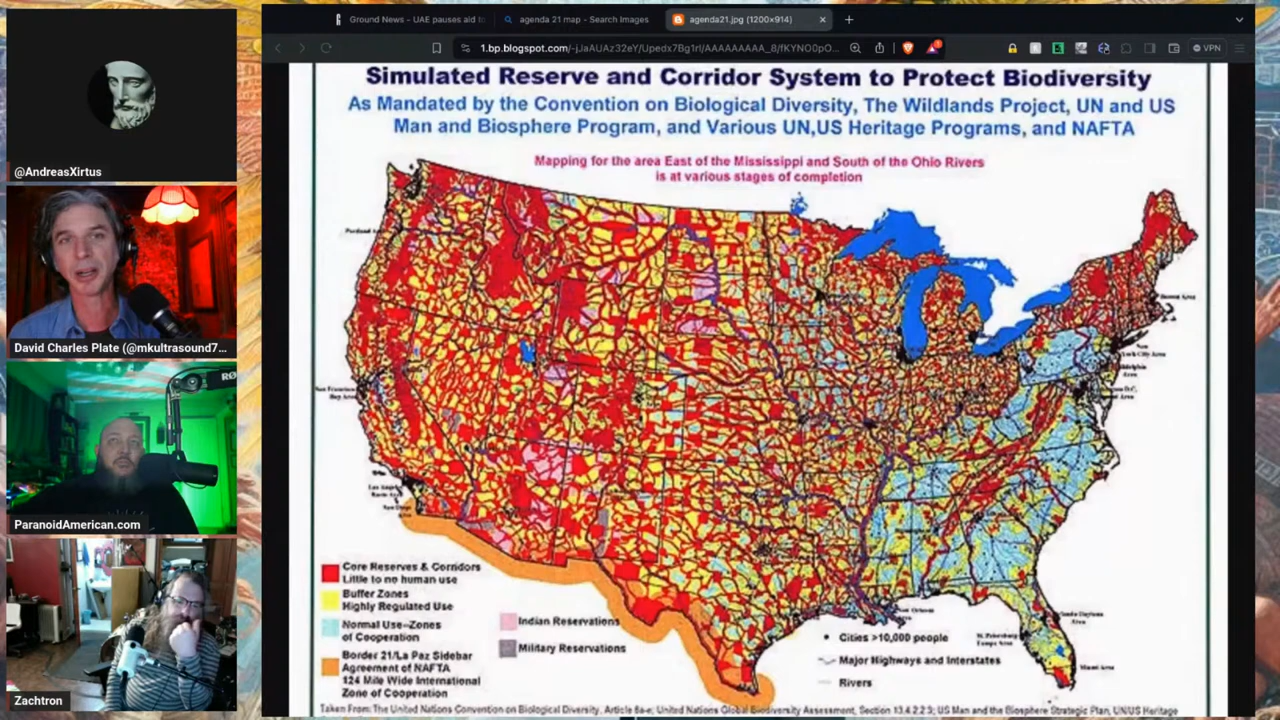 Ground News - UAE pauses aid to
agenda 21 map - Search Images
agenda21.jpg (1200×914)
VPN
Simulated Reserve and Corridor System to Protect Biodiversity
As Mandated by the Convention on Biological Diversity, The Wildlands Project, UN and US
Man and Biosphere Program, and Various UN,US Heritage Programs, and NAFTA
Mapping for the area East of the Mississippi and South of the Ohio Rivers
is at various stages of completion
Core Reserves & Corridors
Little to no human use
Buffer Zones
Highly Regulated Use
Normal Use-Zones
of Cooperation
Border 21/La Paz Sidebar
Agreement of NAFTA
124 Mile Wide International
Zone of Cooperation
Indian Reservations
Military Reservations
Cities >10,000 people
Major Highways and Interstates
Rivers
Taken From: The United Nations Convention on Biological Diversity, Article 8a-e; United Nations Global Biodiversity Assessment, Section 13.4.2.2.3; US Man and the Biosphere Strategic Plan, UN/US Heritage
@AndreasXirtus
David Charles Plate (@mkultrasound7...
RØ
ParanoidAmerican.com
Zachtron